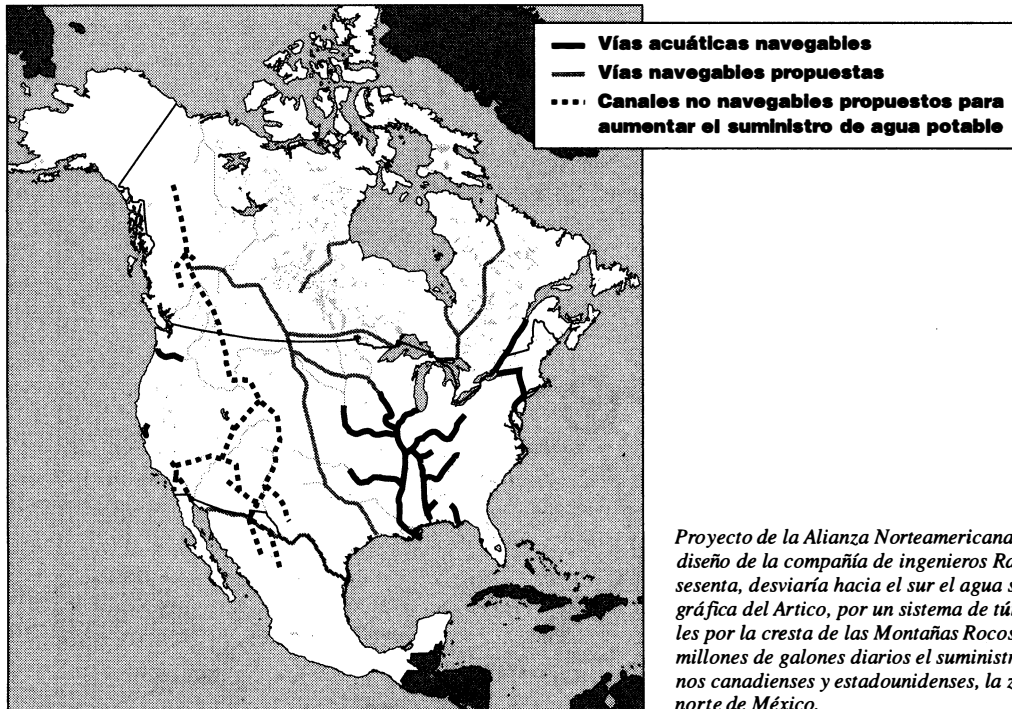 Vías acuáticas navegables
Vías navegables propuestas
Canales no navegables propuestos para
aumentar el suministro de agua potable
Proyecto de la Alianza Norteamericana
diseño de la compañía de ingenieros
sesenta, desviaría hacia el sur el agua
gráfica del Artico, por un sistema de
les por la cresta de las Montañas
millones de galones diarios el
nos canadienses y estadounidenses, la
norte de México.